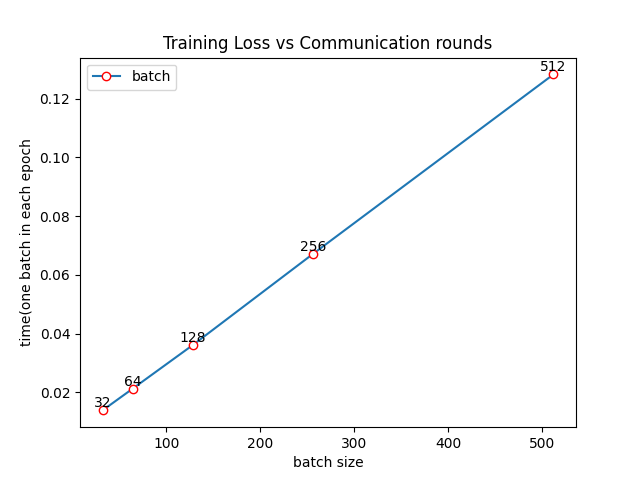 Training Loss vs Communication rounds
batch
time(one batch in each epoch
0.12
0.10
0.08
0.06
0.04
0.02
512
256
128
64
32
100 200 300 400 500
batch size